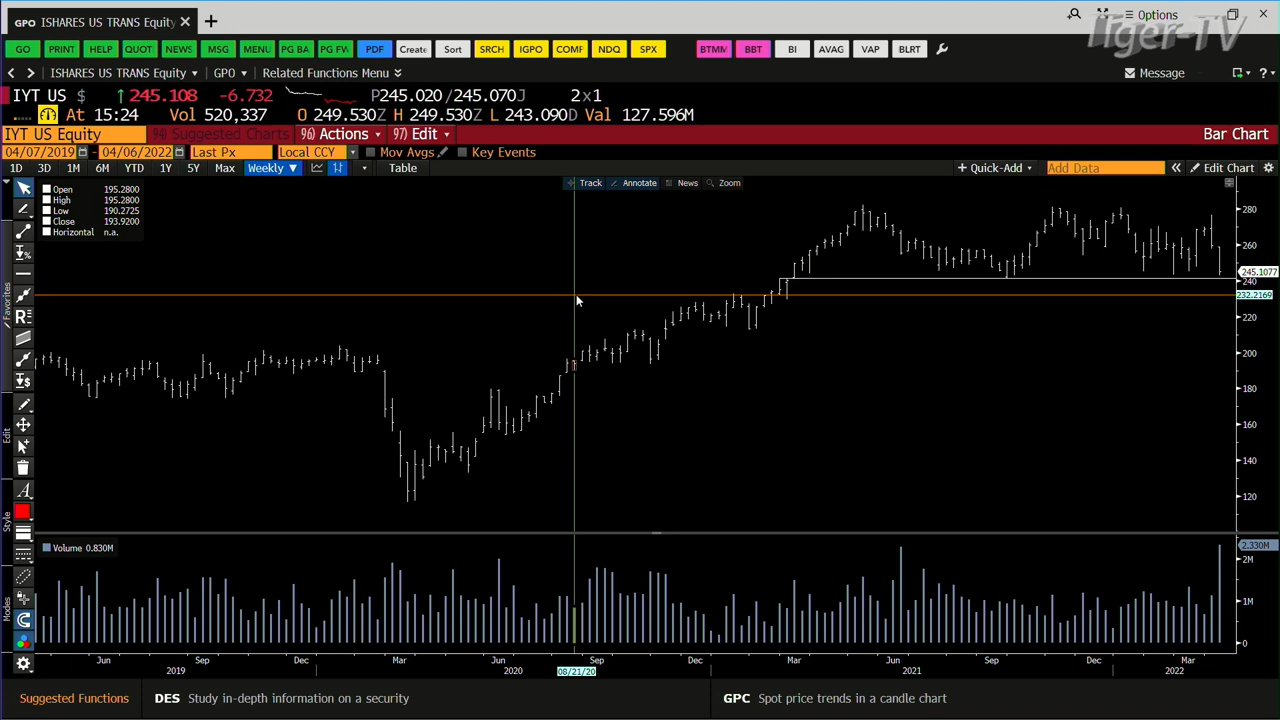 GPO ISHARES US TRANS Equity
Options
Tiger-TV
GO PRINT HELP QUOT NEWS MSG MENU PG BA PG FW PDF Create Sort SRCH IGPO COMF NDQ SPX BTMM BBT BI AVAG VAP BLRT
ISHARES US TRANS Equity GPO Related Functions Menu Message
IYT US $ ↑ 245.108 -6.732 P245.020/245.070J 2x1
At 15:24 Vol 520,337 O 249.530Z H 249.530Z L 243.090D Val 127.596M
IYT US Equity 94) Suggested Charts 96) Actions 97) Edit Bar Chart
04/07/2019 - 04/06/2022 Last Px Local CCY Mov Avgs Key Events
1D 3D 1M 6M YTD 1Y 5Y Max Weekly ▼ Table + Quick-Add Add Data « Edit Chart
Track Annotate News Zoom
Open 195.2800
High 195.2800
Low 190.2725
Close 193.9200
Horizontal n.a.
280
260
245.1077
240
232.2169
220
200
180
160
140
120
Favorites
Edit
Style
Modes
Volume 0.830M
2.330M
2M
1M
0
Jun Sep Dec Mar Jun Sep Dec Mar Jun Sep Dec Mar
2019 2020 08/21/20 2021 2022
Suggested Functions DES Study in-depth information on a security GPC Spot price trends in a candle chart